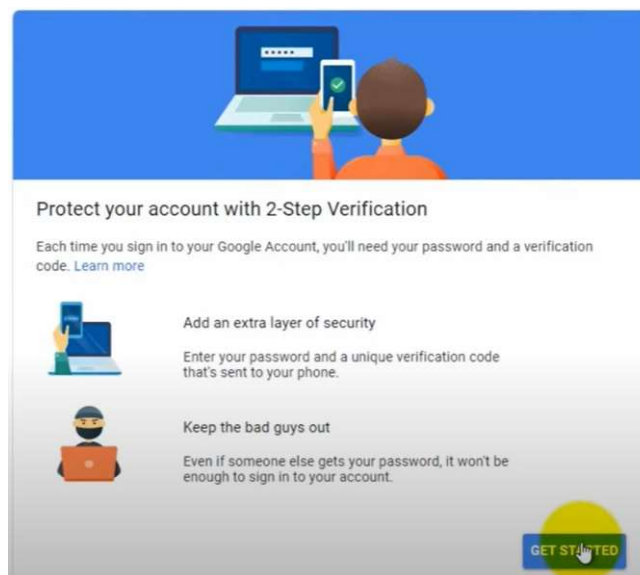 Protect your account with 2-Step Verification
Each time you sign in to your Google Account, you'll need your password and a verification
code. Learn more
Add an extra layer of security
Enter your password and a unique verification code
that's sent to your phone.
Keep the bad guys out
Even if someone else gets your password, it won't be
enough to sign in to your account.
GET STARTED